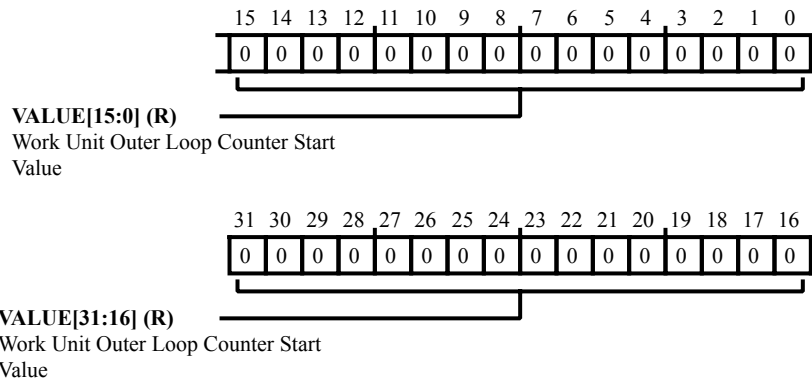 15 14 13 12 11 10 9 8 7 6 5 4 3 2 1 0
0 0 0 0 0 0 0 0 0 0 0 0 0 0 0 0
VALUE[15:0] (R)
Work Unit Outer Loop Counter Start
Value
31 30 29 28 27 26 25 24 23 22 21 20 19 18 17 16
0 0 0 0 0 0 0 0 0 0 0 0 0 0 0 0
VALUE[31:16] (R)
Work Unit Outer Loop Counter Start
Value